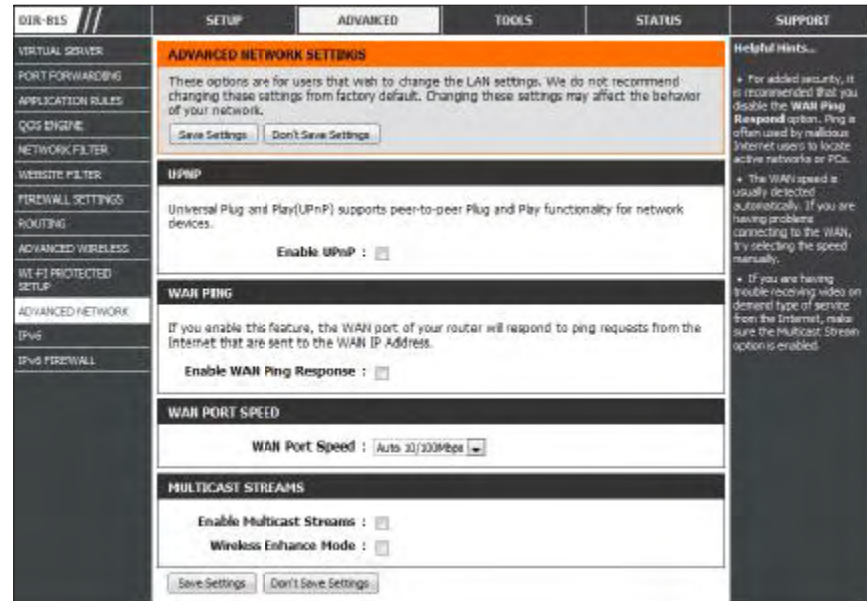 DIR-815
SETUP
ADVANCED
TOOLS
STATUS
SUPPORT
VIRTUAL SERVER
PORT FORWARDING
APPLICATION RULES
QOS ENGINE
NETWORK FILTER
WEBSITE FILTER
FIREWALL SETTINGS
ROUTING
ADVANCED WIRELESS
WI-FI PROTECTED
SETUP
ADVANCED NETWORK
IPv6
IPv6 FIREWALL
ADVANCED NETWORK SETTINGS
These options are for users that wish to change the LAN settings. We do not recommend
changing these settings from factory default. Changing these settings may affect the behavior
of your network.
Save Settings Don't Save Settings
UPNP
Universal Plug and Play(UPnP) supports peer-to-peer Plug and Play functionality for network
devices.
Enable UPnP :
WAN PING
If you enable this feature, the WAN port of your router will respond to ping requests from the
Internet that are sent to the WAN IP Address.
Enable WAN Ping Response :
WAN PORT SPEED
WAN Port Speed : Auto 10/100Mbps
MULTICAST STREAMS
Enable Multicast Streams :
Wireless Enhance Mode :
Save Settings Don't Save Settings
Helpful Hints...
• For added security, it
is recommended that you
disable the WAN Ping
Respond option. Ping is
often used by malicious
Internet users to locate
active networks or PCs.
• The WAN speed is
usually detected
automatically. If you are
having problems
connecting to the WAN,
try selecting the speed
manually.
• If you are having
trouble receiving video on
demand type of service
from the Internet, make
sure the Multicast Stream
option is enabled.